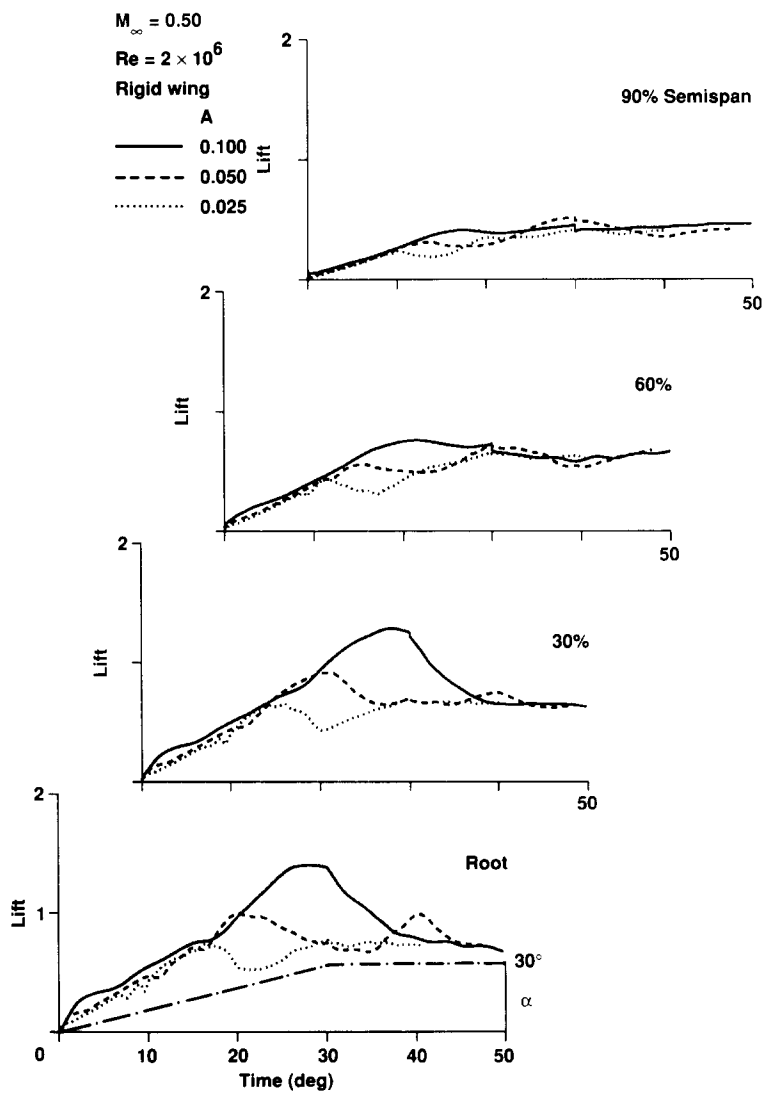 M∞ = 0.50
Re = 2 × 10⁶
Rigid wing
A
0.100
0.050
0.025
2
Lift
90% Semispan
50
2
Lift
60%
50
2
Lift
30%
50
2
1
Lift
Root
30°
α
0 10 20 30 40 50
Time (deg)